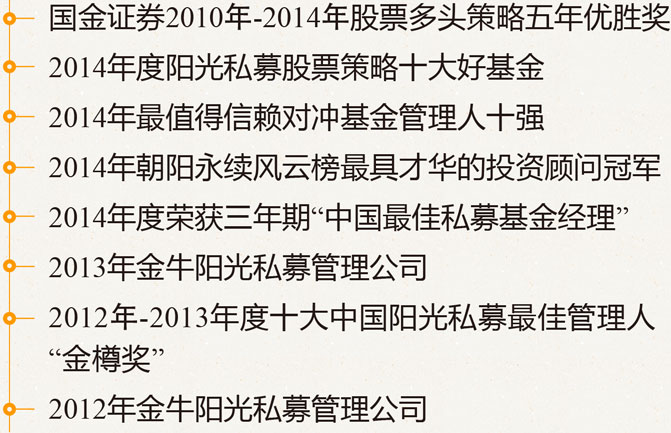 国金证券2010年-2014年股票多头策略五年优胜奖
2014年度阳光私募股票策略十大好基金
2014年最值得信赖对冲基金管理人十强
2014年朝阳永续风云榜最具才华的投资顾问冠军
2014年度荣获三年期“中国最佳私募基金经理”
2013年金牛阳光私募管理公司
2012年-2013年度十大中国阳光私募最佳管理人
“金樽奖”
2012年金牛阳光私募管理公司